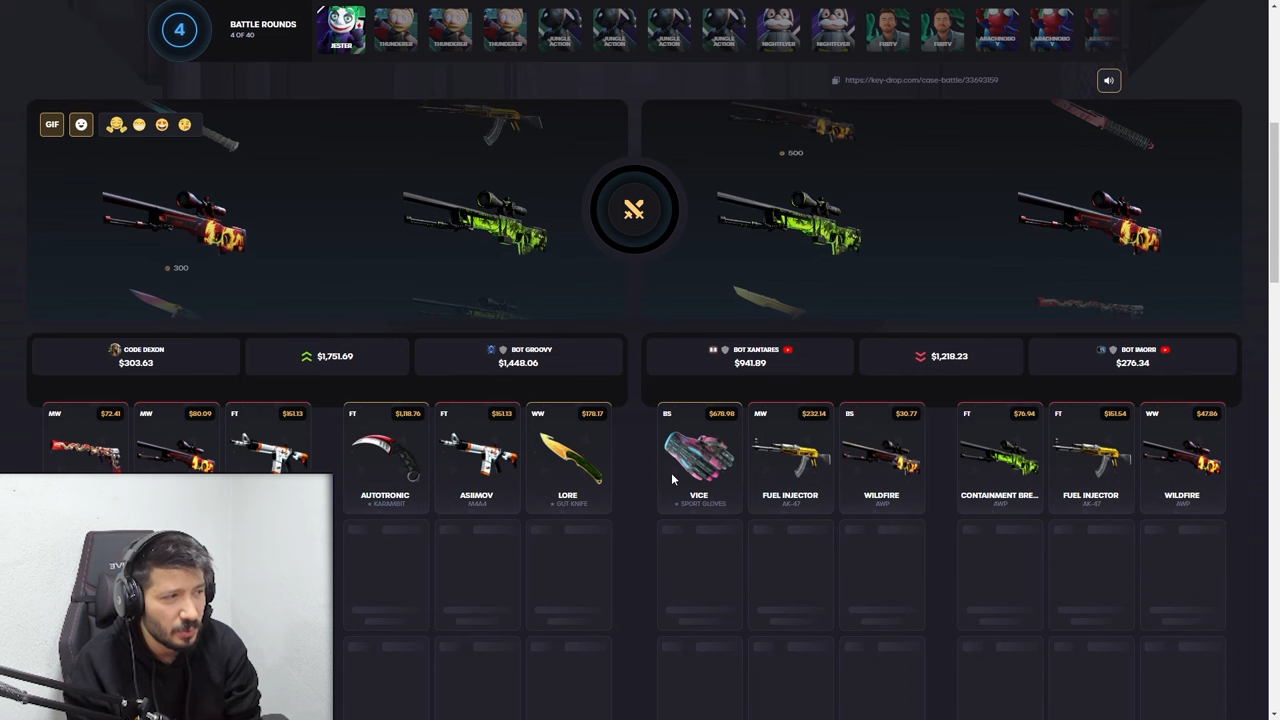 4
BATTLE ROUNDS
4 OF 40
JESTER
THUNDERER
THUNDERER
THUNDERER
JUNGLE ACTION
JUNGLE ACTION
JUNGLE ACTION
JUNGLE ACTION
NIGHTFLYER
NIGHTFLYER
FURTY
FURTY
ARACHNOBOY
ARACHNOBOY
https://key-drop.com/case-battle/33693159
GIF
500
300
CODE DEXON
$303.63
$1,751.69
BOT GROOVY
$1,448.06
BOT XANTARES
$941.89
$1,218.23
BOT IMORR
$276.34
MW $72.41
MW $80.09
FT $151.13
FT $1,118.76
FT $151.13
WW $178.17
BS $678.98
MW $232.14
BS $30.77
FT $76.94
FT $151.54
WW $47.86
AUTOTRONIC
★ KARAMBIT
ASIIMOV
M4A4
LORE
★ GUT KNIFE
VICE
★ SPORT GLOVES
FUEL INJECTOR
AK-47
WILDFIRE
AWP
CONTAINMENT BRE...
AWP
FUEL INJECTOR
AK-47
WILDFIRE
AWP